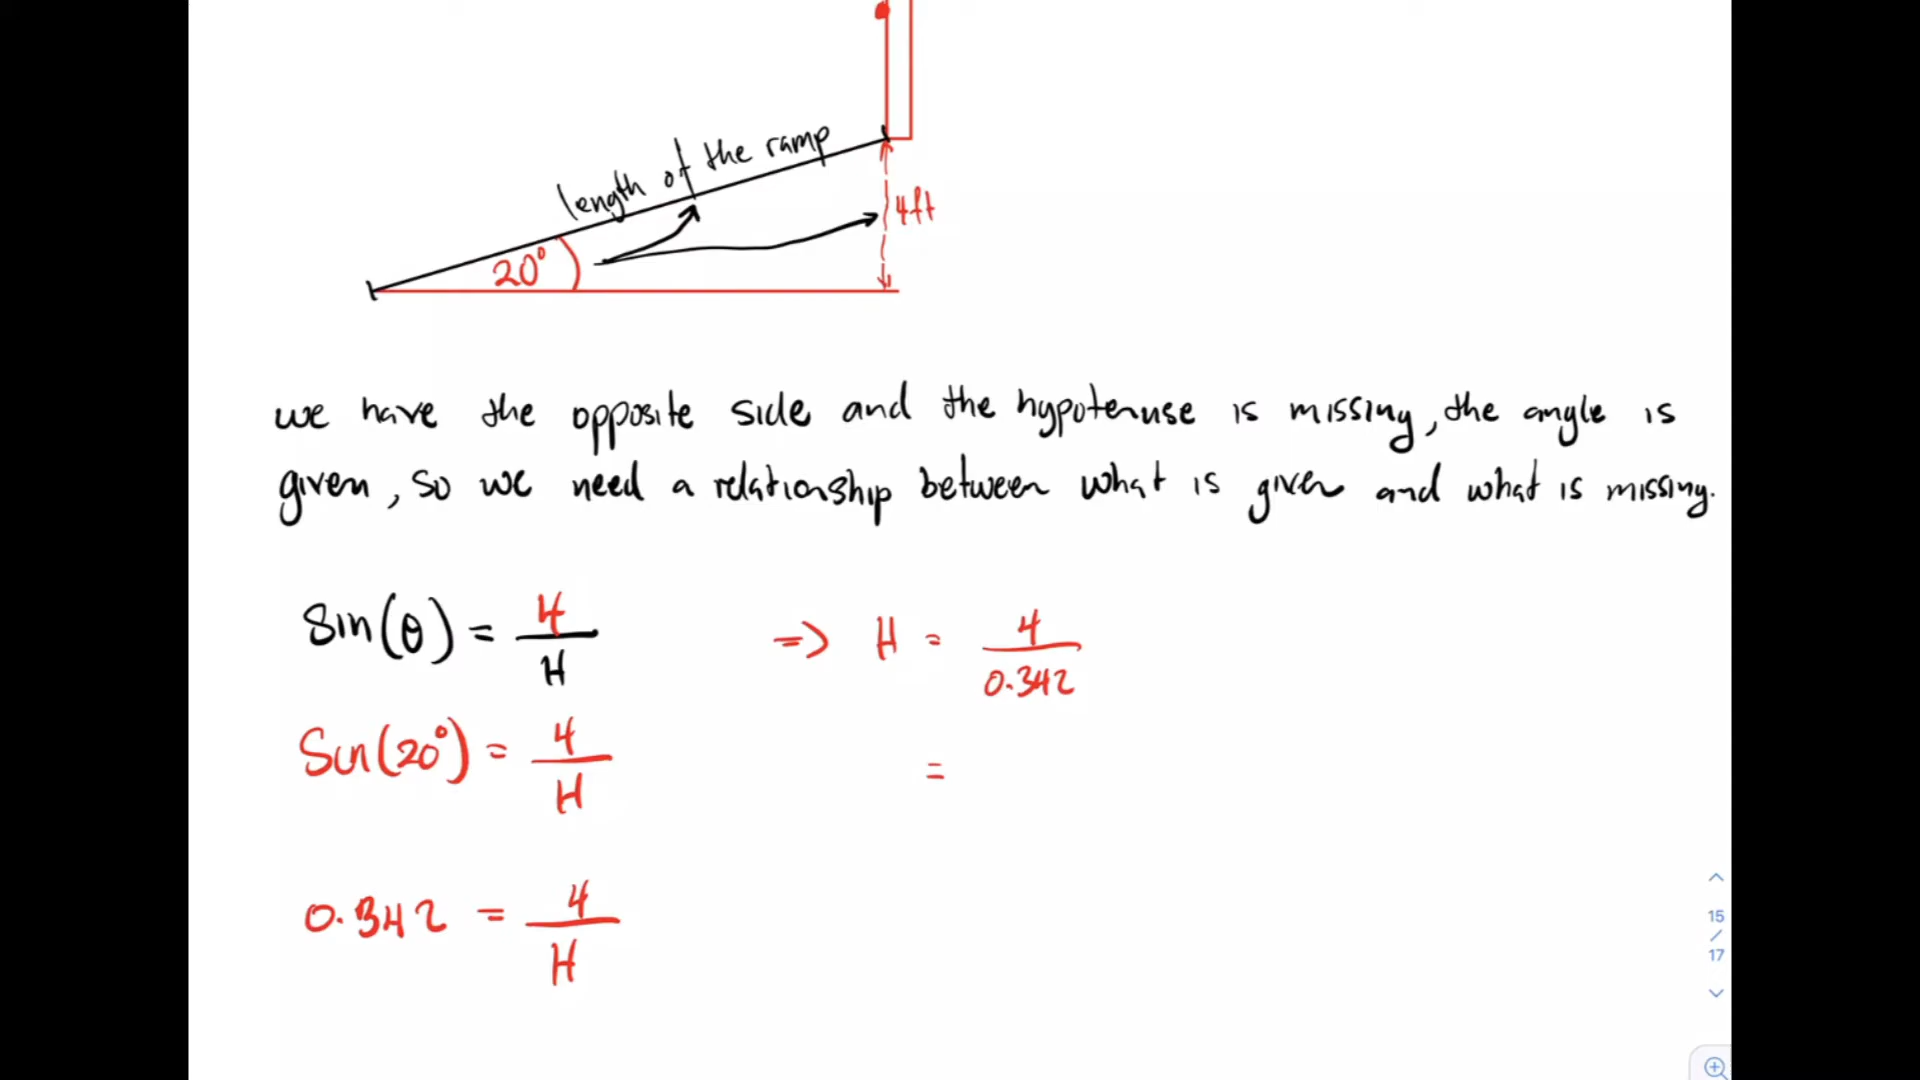 length of the ramp
4ft
20°
we have the opposite side and the hypotenuse is missing, the angle is
given, so we need a relationship between what is given and what is missing.
Sin(θ) = 4/H => H = 4/0.342
Sin(20°) = 4/H =
0.342 = 4/H
15
/
17